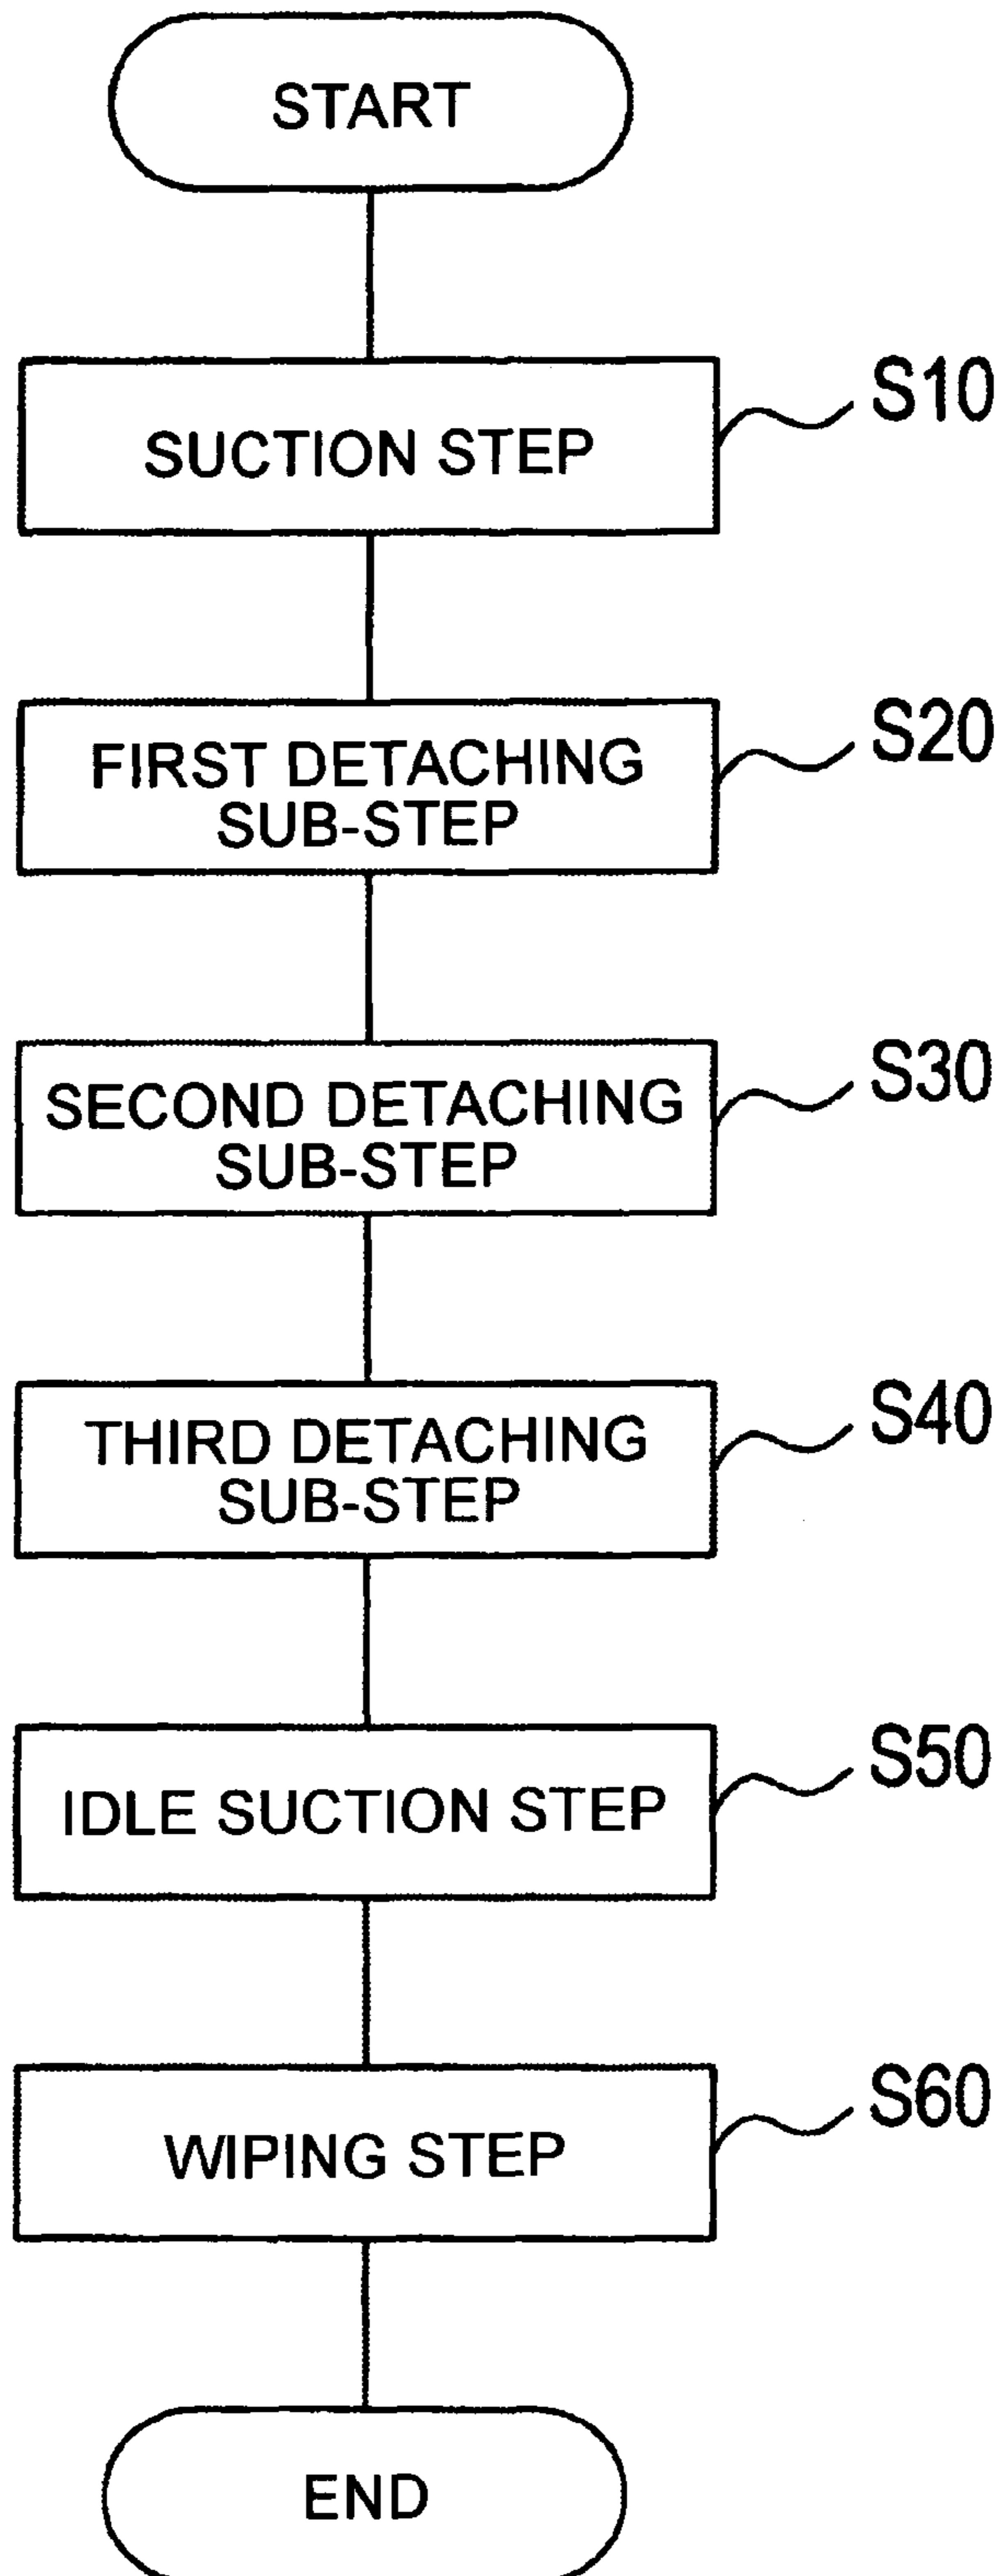 START
SUCTION STEP
S10
FIRST DETACHING
SUB-STEP
S20
SECOND DETACHING
SUB-STEP
S30
THIRD DETACHING
SUB-STEP
S40
IDLE SUCTION STEP
S50
WIPING STEP
S60
END